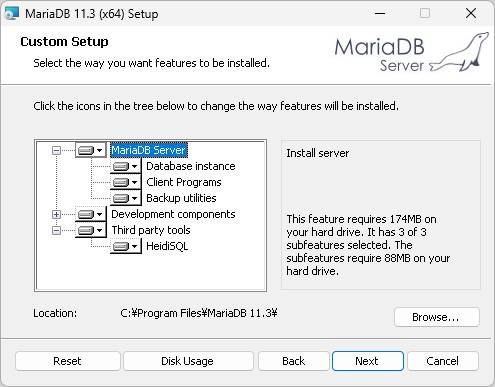 MariaDB 11.3 (x64) Setup
Custom Setup
Select the way you want features to be installed.
MariaDB
Server
Click the icons in the tree below to change the way features will be installed.
MariaDB Server
Database instance
Client Programs
Backup utilities
Development components
Third party tools
HeidiSQL
Install server
This feature requires 174MB on
your hard drive. It has 3 of 3
subfeatures selected. The
subfeatures require 88MB on your
hard drive.
Location: C:¥Program Files¥MariaDB 11.3¥
Browse...
Reset Disk Usage Back Next Cancel